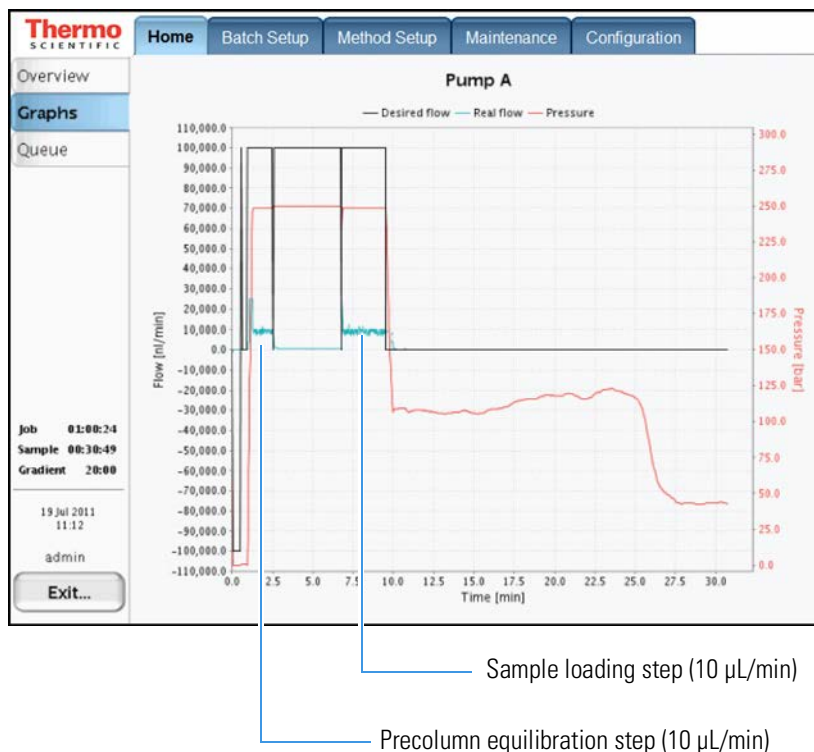 Thermo
SCIENTIFIC
Home
Batch Setup
Method Setup
Maintenance
Configuration
Overview
Graphs
Queue
Pump A
Desired flow
Real flow
Pressure
110,000.0
100,000.0
90,000.0
80,000.0
70,000.0
60,000.0
50,000.0
40,000.0
30,000.0
20,000.0
10,000.0
0.0
-10,000.0
-20,000.0
-30,000.0
-40,000.0
-50,000.0
-60,000.0
-70,000.0
-80,000.0
-90,000.0
-100,000.0
-110,000.0
Flow [nl/min]
300.0
275.0
250.0
225.0
200.0
175.0
150.0
125.0
100.0
75.0
50.0
25.0
0.0
Pressure [bar]
0.0
2.5
5.0
7.5
10.0
12.5
15.0
17.5
20.0
22.5
25.0
27.5
30.0
Time [min]
Job 01:00:24
Sample 00:30:49
Gradient 20:00
19 Jul 2011
11:12
admin
Exit...
Sample loading step (10 µL/min)
Precolumn equilibration step (10 µL/min)